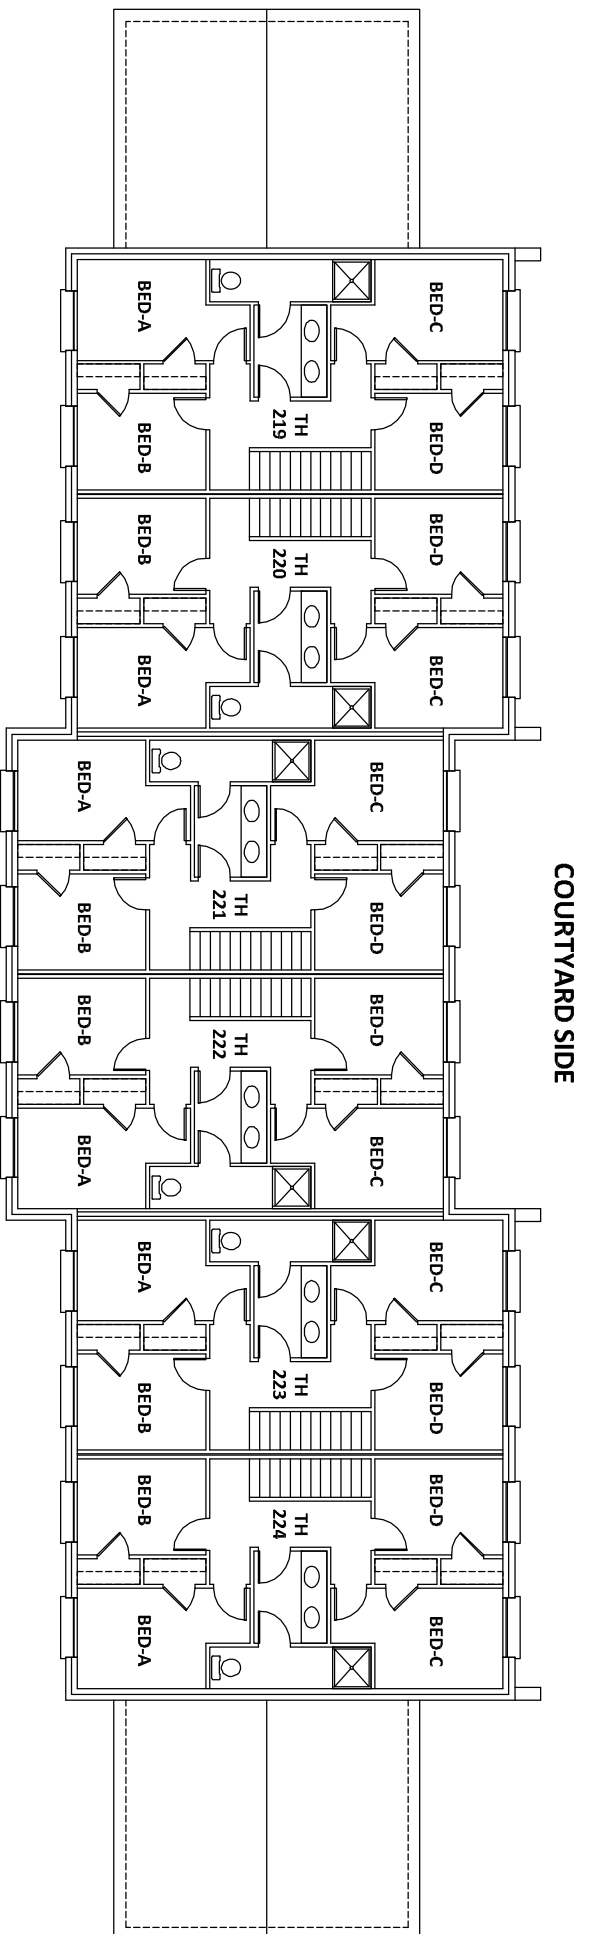 COURTYARD SIDE
BED-C
BED-D
BED-D
BED-C
BED-C
BED-D
BED-D
BED-C
BED-C
BED-D
BED-D
BED-C
TH
219
TH
220
TH
221
TH
222
TH
223
TH
224
BED-A
BED-B
BED-B
BED-A
BED-A
BED-B
BED-B
BED-A
BED-A
BED-B
BED-B
BED-A